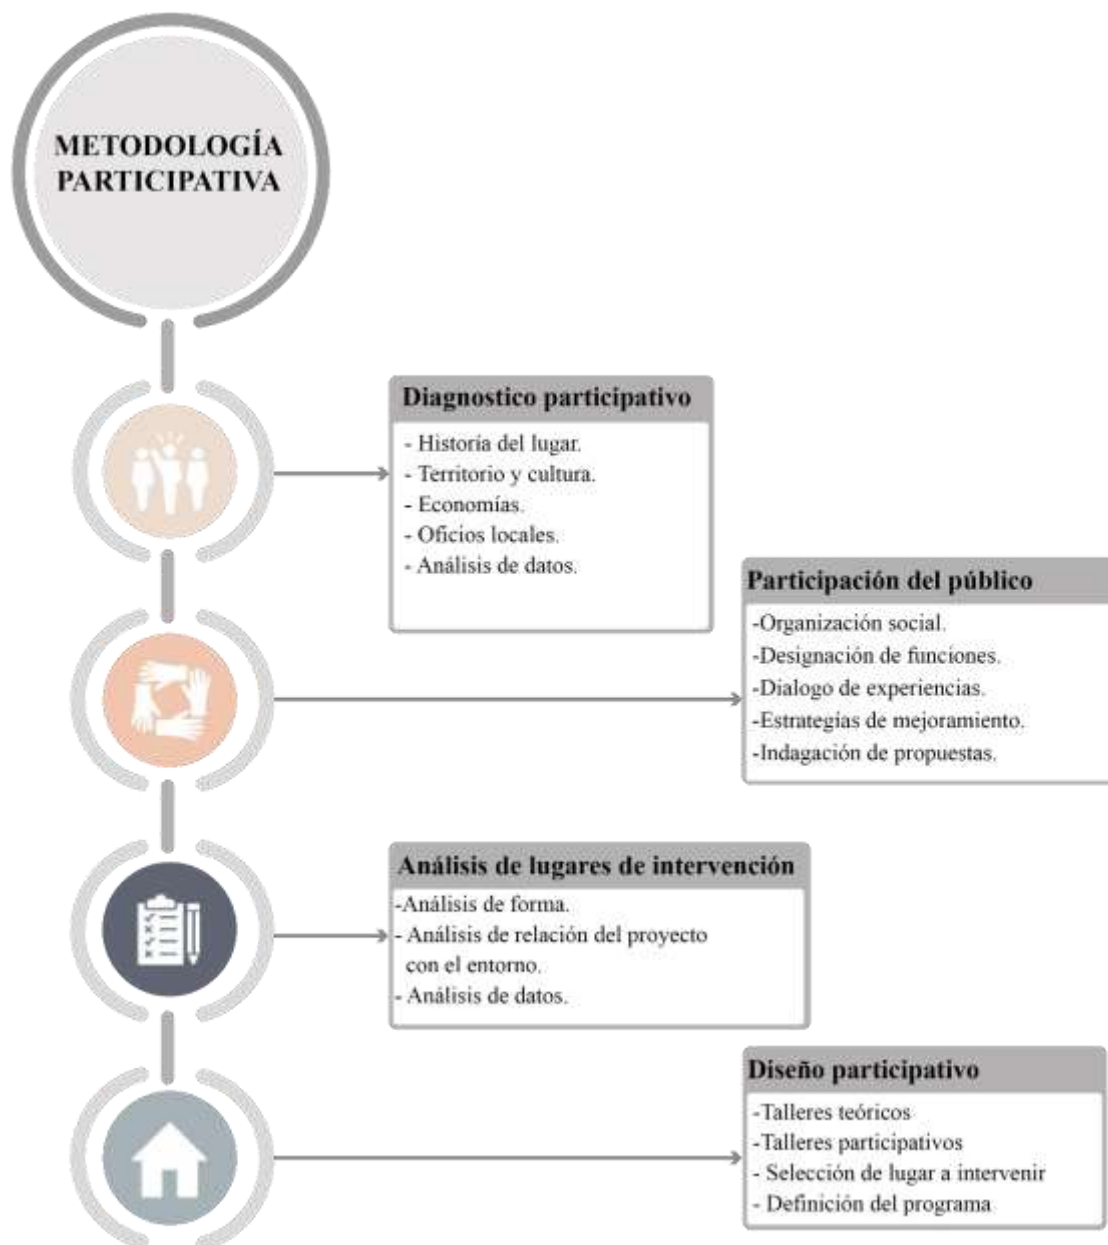 METODOLOGÍA
PARTICIPATIVA
Diagnostico participativo
- Historía del lugar.
- Territorio y cultura.
- Economías.
- Oficios locales.
- Análisis de datos.
Participación del público
-Organización social.
-Designación de funciones.
-Dialogo de experiencias.
-Estrategías de mejoramiento.
-Indagación de propuestas.
Análisis de lugares de intervención
-Análisis de forma.
- Análisis de relación del proyecto
con el entorno.
- Análisis de datos.
Diseño participativo
-Talleres teóricos
-Talleres participativos
- Selección de lugar a intervenir
- Definición del programa